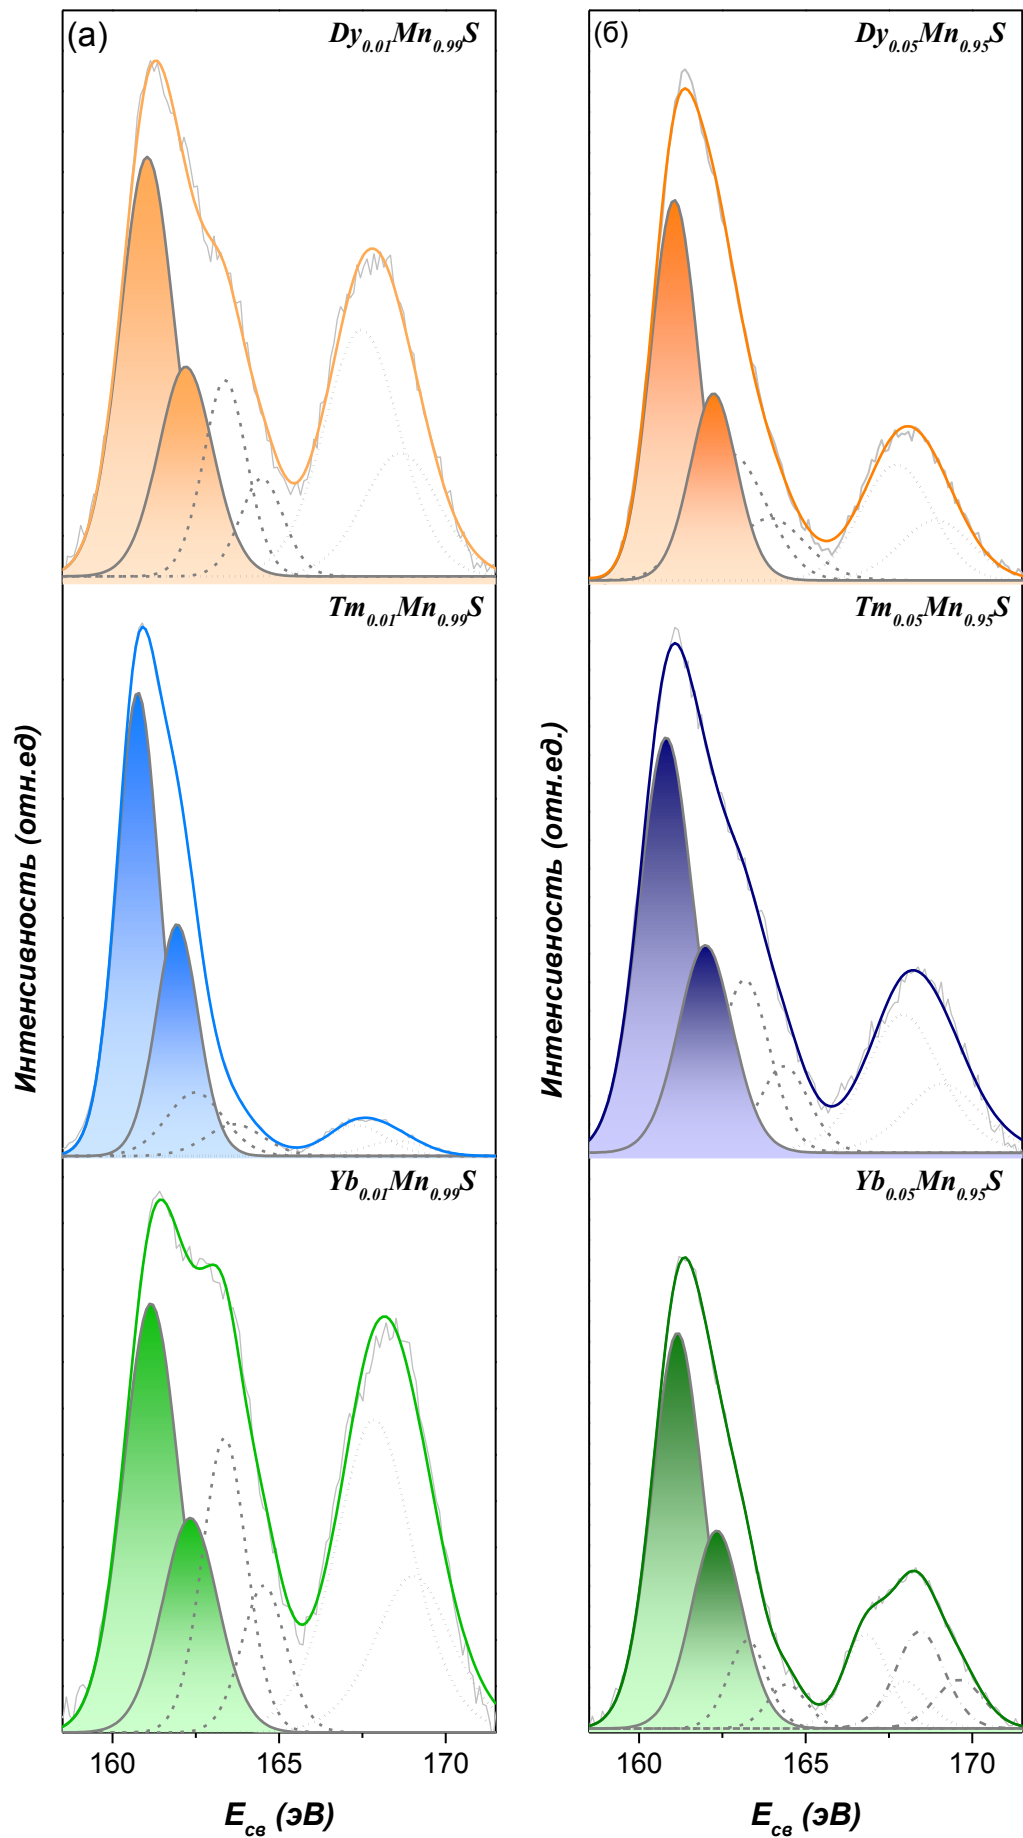 (а)
Dy0.01Mn0.99S
(б)
Dy0.05Mn0.95S
Tm0.01Mn0.99S
Tm0.05Mn0.95S
Интенсивность (отн.ед)
Интенсивность (отн.ед.)
Yb0.01Mn0.99S
Yb0.05Mn0.95S
160 165 170
160 165 170
Eсв (эВ)
Eсв (эВ)